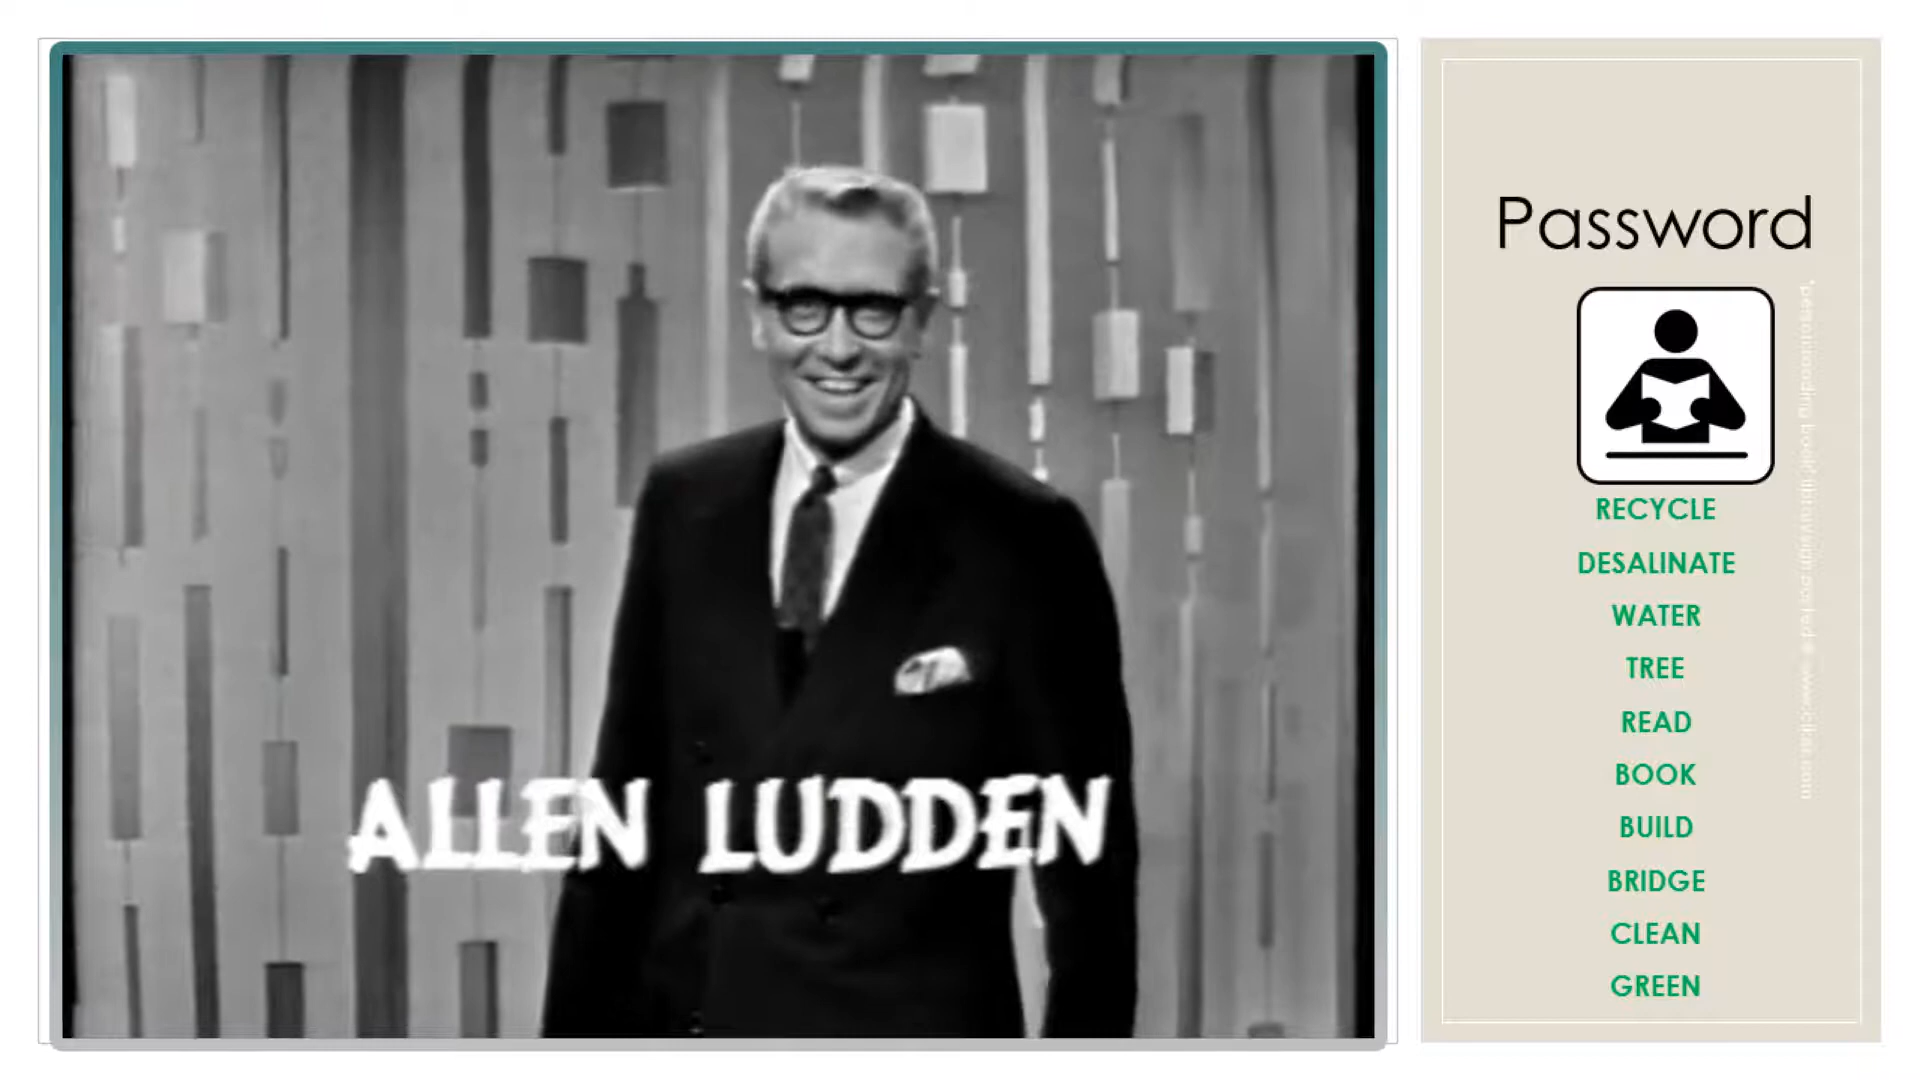 ALLEN LUDDEN
Password
RECYCLE
DESALINATE
WATER
TREE
READ
BOOK
BUILD
BRIDGE
CLEAN
GREEN